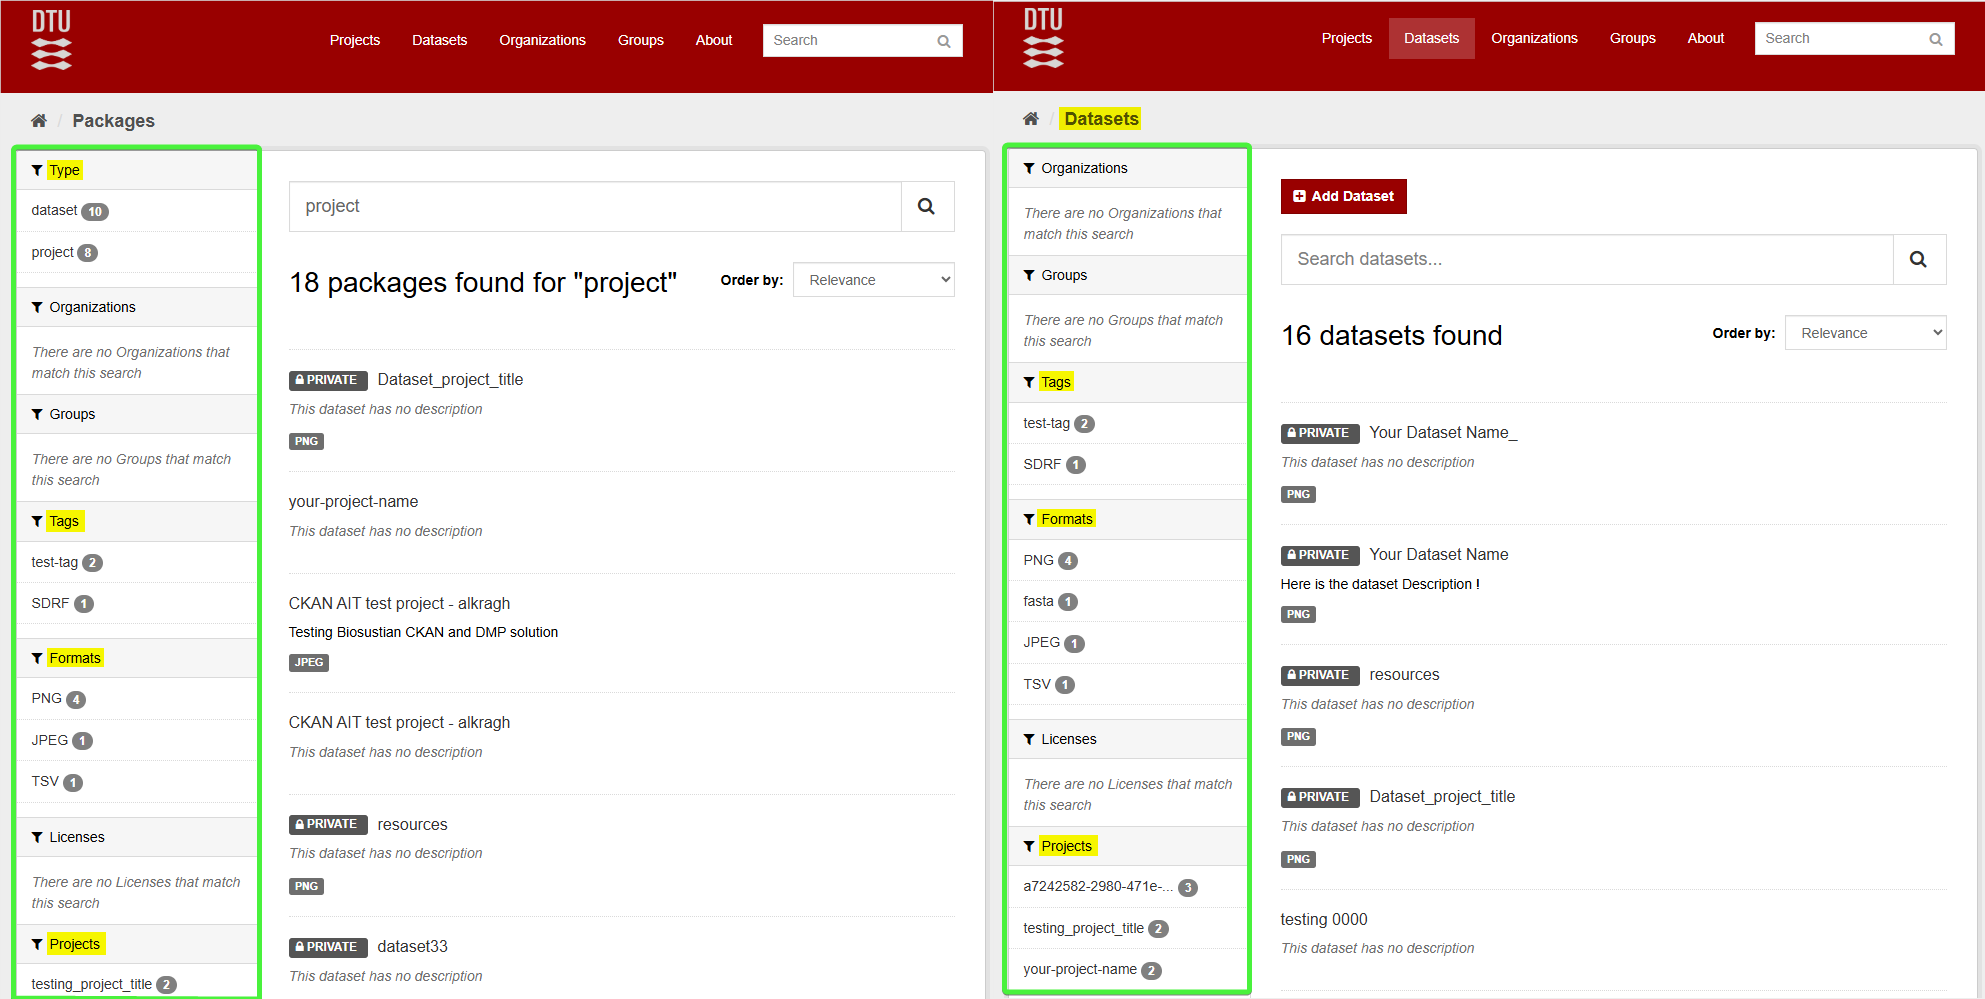 DTU
Projects
Datasets
Organizations
Groups
About
Search
Packages
Type
dataset 10
project 8
Organizations
There are no Organizations that
match this search
Groups
There are no Groups that match
this search
Tags
test-tag 2
SDRF 1
Formats
PNG 4
JPEG 1
TSV 1
Licenses
There are no Licenses that match
this search
Projects
testing_project_title 2
project
18 packages found for "project"
Order by: Relevance
PRIVATE Dataset_project_title
This dataset has no description
PNG
your-project-name
This dataset has no description
CKAN AIT test project - alkragh
Testing Biosustian CKAN and DMP solution
JPEG
CKAN AIT test project - alkragh
This dataset has no description
PRIVATE resources
This dataset has no description
PNG
PRIVATE dataset33
This dataset has no description
DTU
Projects
Datasets
Organizations
Groups
About
Search
/ Datasets
Organizations
There are no Organizations that
match this search
Groups
There are no Groups that match
this search
Tags
test-tag 2
SDRF 1
Formats
PNG 4
fasta 1
JPEG 1
TSV 1
Licenses
There are no Licenses that match
this search
Projects
a7242582-2980-471e-... 3
testing_project_title 2
your-project-name 2
Add Dataset
Search datasets...
16 datasets found
Order by: Relevance
PRIVATE Your Dataset Name_
This dataset has no description
PNG
PRIVATE Your Dataset Name
Here is the dataset Description !
PNG
PRIVATE resources
This dataset has no description
PNG
PRIVATE Dataset_project_title
This dataset has no description
PNG
testing 0000
This dataset has no description